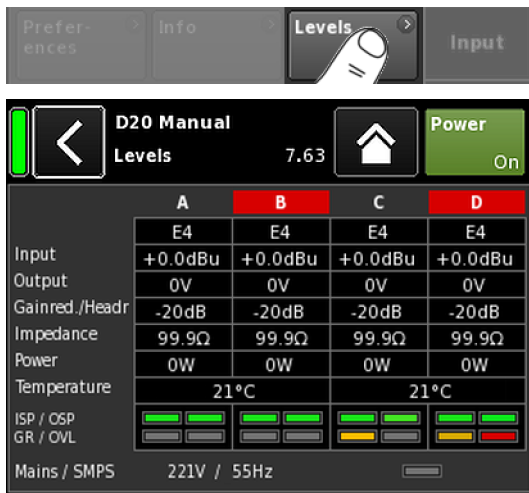 Prefer-
ences
Info
Levels
Input
D20 Manual
Levels 7.63
Power
On
A B C D
E4 E4 E4 E4
Input +0.0dBu +0.0dBu +0.0dBu +0.0dBu
Output 0V 0V 0V 0V
Gainred./Headr -20dB -20dB -20dB -20dB
Impedance 99.9Ω 99.9Ω 99.9Ω 99.9Ω
Power 0W 0W 0W 0W
Temperature 21°C 21°C
ISP / OSP
GR / OVL
Mains / SMPS 221V / 55Hz